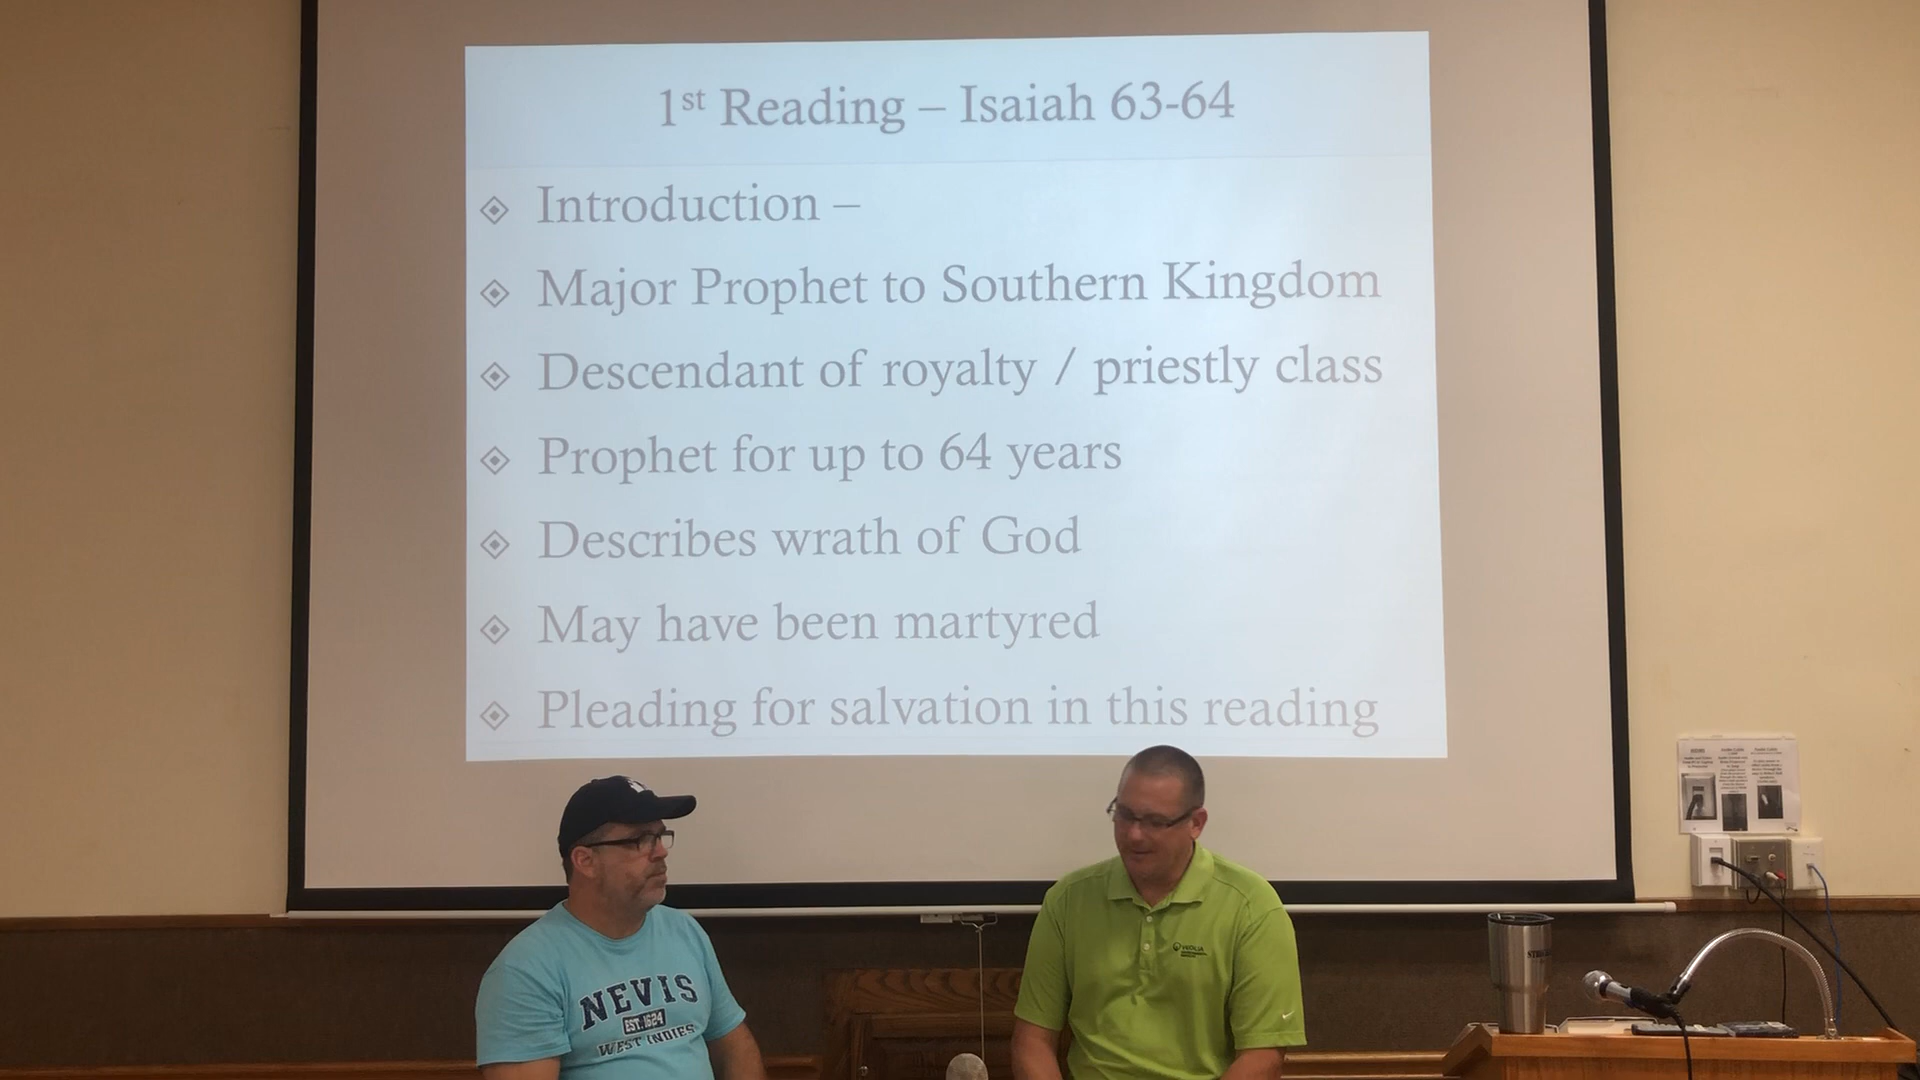 1st Reading – Isaiah 63-64
Introduction –
Major Prophet to Southern Kingdom
Descendant of royalty / priestly class
Prophet for up to 64 years
Describes wrath of God
May have been martyred
Pleading for salvation in this reading
NEVIS
EST. 1624
WEST INDIES
VEOLIA